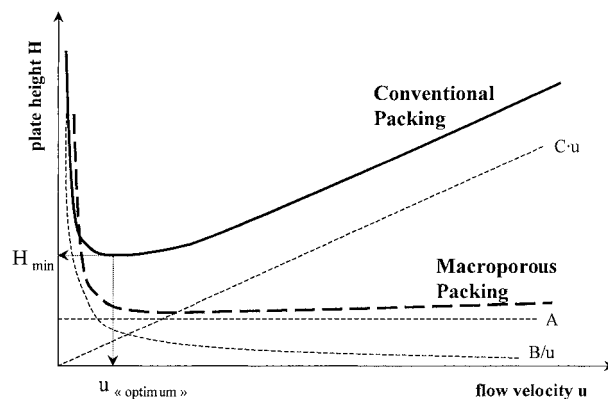 plate height H
Conventional
Packing
C·u
H min
Macroporous
Packing
A
B/u
u « optimum »
flow velocity u